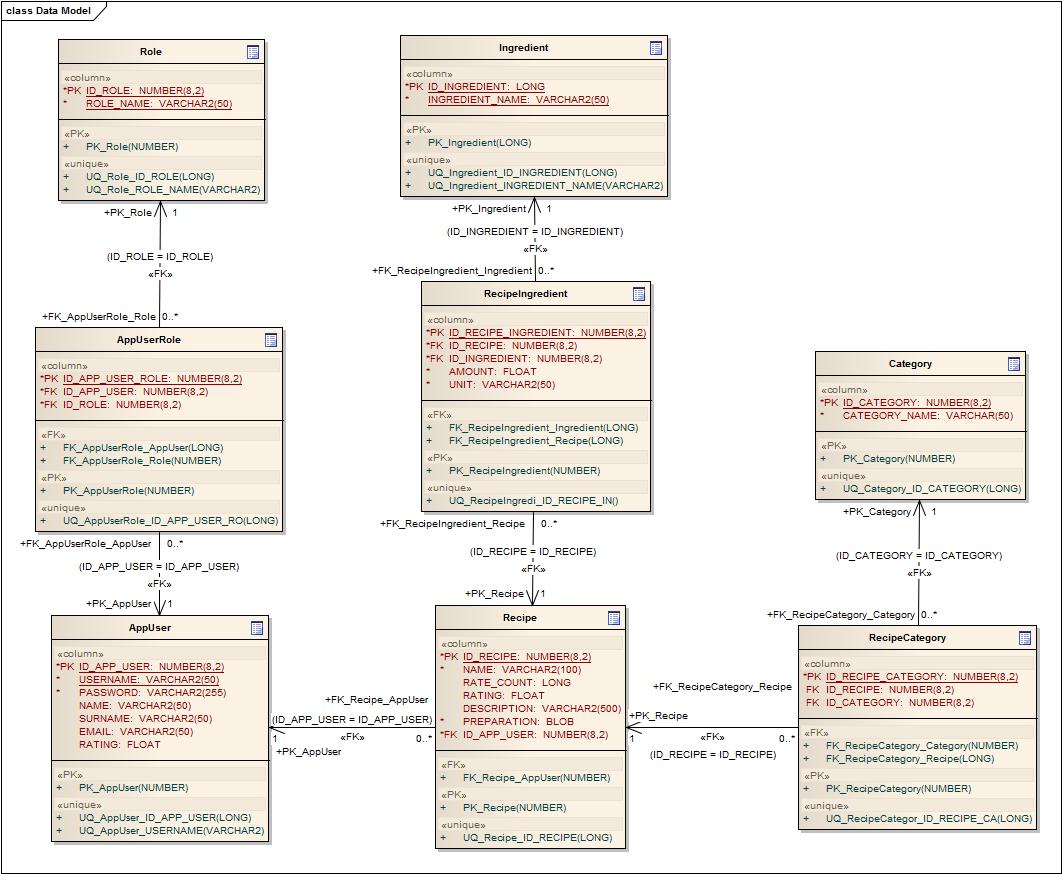 class Data Model
Role
«column»
*PK ID_ROLE: NUMBER(8,2)
* ROLE_NAME: VARCHAR2(50)
«PK»
+ PK_Role(NUMBER)
«unique»
+ UQ_Role_ID_ROLE(LONG)
+ UQ_Role_ROLE_NAME(VARCHAR2)
+PK_Role 1
(ID_ROLE = ID_ROLE)
«FK»
+FK_AppUserRole_Role 0..*
AppUserRole
«column»
*PK ID_APP_USER_ROLE: NUMBER(8,2)
*FK ID_APP_USER: NUMBER(8,2)
*FK ID_ROLE: NUMBER(8,2)
«FK»
+ FK_AppUserRole_AppUser(LONG)
+ FK_AppUserRole_Role(NUMBER)
«PK»
+ PK_AppUserRole(NUMBER)
«unique»
+ UQ_AppUserRole_ID_APP_USER_RO(LONG)
+FK_AppUserRole_AppUser 0..*
(ID_APP_USER = ID_APP_USER)
«FK»
+PK_AppUser 1
AppUser
«column»
*PK ID_APP_USER: NUMBER(8,2)
* USERNAME: VARCHAR2(50)
* PASSWORD: VARCHAR2(255)
NAME: VARCHAR2(50)
SURNAME: VARCHAR2(50)
EMAIL: VARCHAR2(50)
RATING: FLOAT
«PK»
+ PK_AppUser(NUMBER)
«unique»
+ UQ_AppUser_ID_APP_USER(LONG)
+ UQ_AppUser_USERNAME(VARCHAR2)
Ingredient
«column»
*PK ID_INGREDIENT: LONG
* INGREDIENT_NAME: VARCHAR2(50)
«PK»
+ PK_Ingredient(LONG)
«unique»
+ UQ_Ingredient_ID_INGREDIENT(LONG)
+ UQ_Ingredient_INGREDIENT_NAME(VARCHAR2)
+PK_Ingredient 1
(ID_INGREDIENT = ID_INGREDIENT)
«FK»
+FK_RecipeIngredient_Ingredient 0..*
RecipeIngredient
«column»
*PK ID_RECIPE_INGREDIENT: NUMBER(8,2)
*FK ID_RECIPE: NUMBER(8,2)
*FK ID_INGREDIENT: NUMBER(8,2)
* AMOUNT: FLOAT
* UNIT: VARCHAR2(50)
«FK»
+ FK_RecipeIngredient_Ingredient(LONG)
+ FK_RecipeIngredient_Recipe(LONG)
«PK»
+ PK_RecipeIngredient(NUMBER)
«unique»
+ UQ_RecipeIngredi_ID_RECIPE_IN()
+FK_RecipeIngredient_Recipe 0..*
(ID_RECIPE = ID_RECIPE)
«FK»
+PK_Recipe 1
Recipe
«column»
*PK ID_RECIPE: NUMBER(8,2)
* NAME: VARCHAR2(100)
RATE_COUNT: LONG
RATING: FLOAT
DESCRIPTION: VARCHAR2(500)
* PREPARATION: BLOB
*FK ID_APP_USER: NUMBER(8,2)
«FK»
+ FK_Recipe_AppUser(NUMBER)
«PK»
+ PK_Recipe(NUMBER)
«unique»
+ UQ_Recipe_ID_RECIPE(LONG)
+FK_Recipe_AppUser
(ID_APP_USER = ID_APP_USER)
1 «FK» 0..*
+PK_AppUser
Category
«column»
*PK ID_CATEGORY: NUMBER(8,2)
* CATEGORY_NAME: VARCHAR(50)
«PK»
+ PK_Category(NUMBER)
«unique»
+ UQ_Category_ID_CATEGORY(LONG)
+PK_Category 1
(ID_CATEGORY = ID_CATEGORY)
«FK»
+FK_RecipeCategory_Category 0..*
RecipeCategory
«column»
*PK ID_RECIPE_CATEGORY: NUMBER(8,2)
FK ID_RECIPE: NUMBER(8,2)
FK ID_CATEGORY: NUMBER(8,2)
«FK»
+ FK_RecipeCategory_Category(NUMBER)
+ FK_RecipeCategory_Recipe(LONG)
«PK»
+ PK_RecipeCategory(NUMBER)
«unique»
+ UQ_RecipeCategor_ID_RECIPE_CA(LONG)
+FK_RecipeCategory_Recipe
+PK_Recipe
1 «FK» 0..*
(ID_RECIPE = ID_RECIPE)